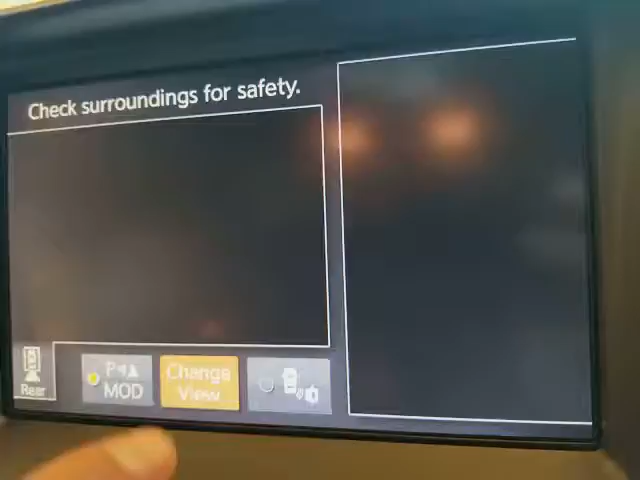 Check surroundings for safety.
Rear
P
MOD
Change
View